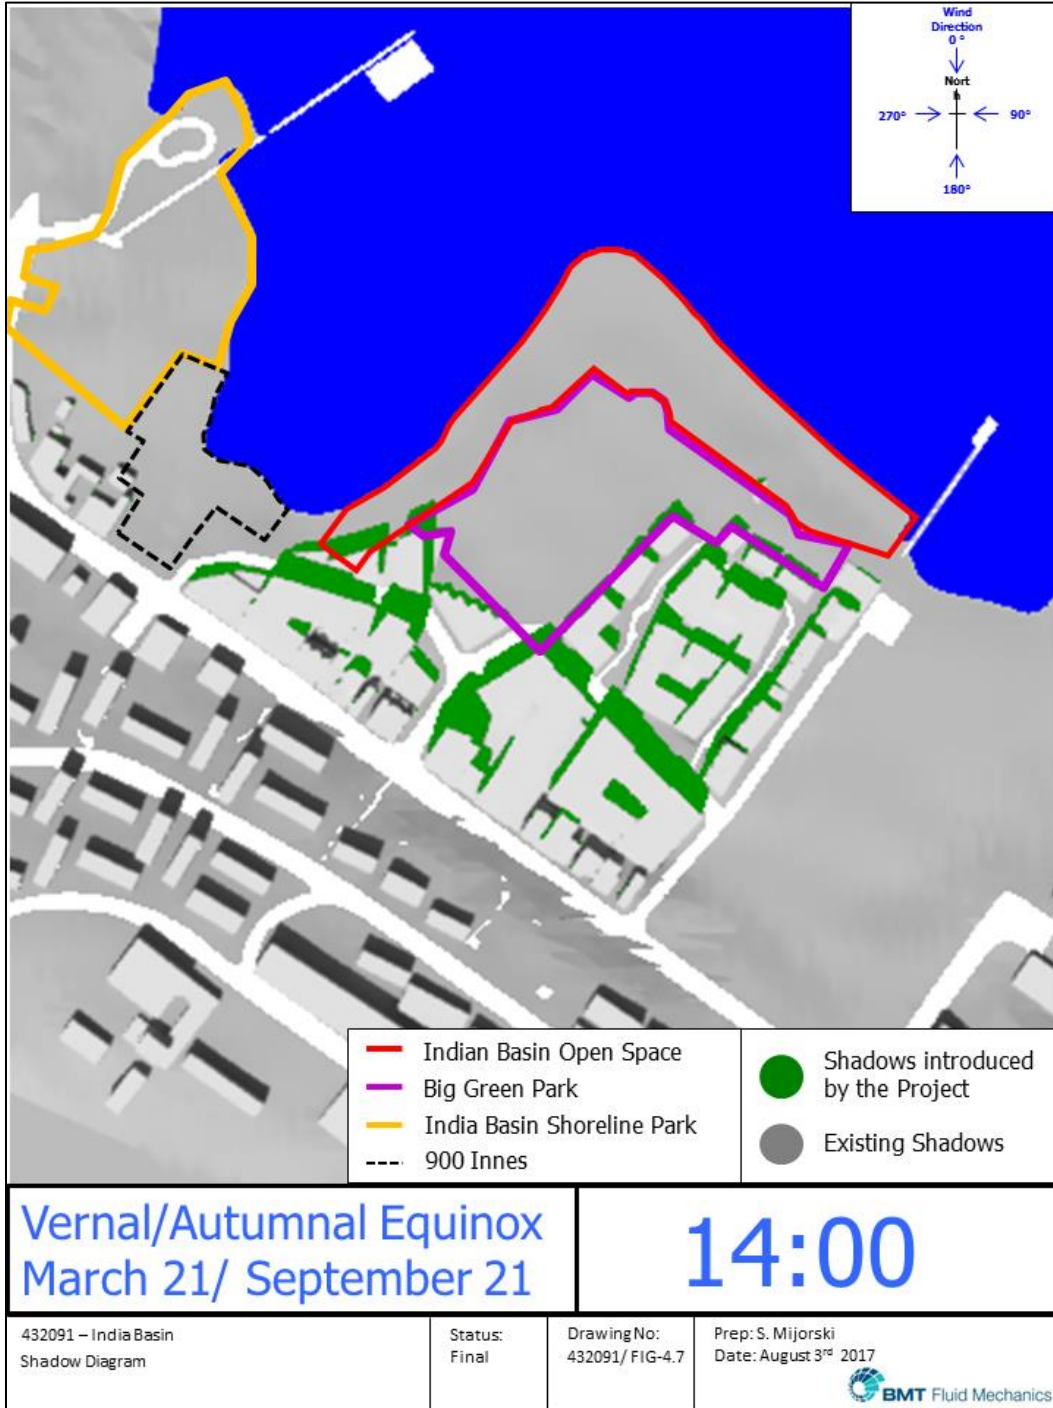 Wind
Direction
0 °
Nort
h
270°
90°
180°
Indian Basin Open Space
Big Green Park
India Basin Shoreline Park
900 Innes
Shadows introduced
by the Project
Existing Shadows
Vernal/Autumnal Equinox
March 21/ September 21
14:00
432091 – India Basin
Shadow Diagram
Status:
Final
Drawing No:
432091/ FIG-4.7
Prep: S. Mijorski
Date: August 3rd 2017
BMT Fluid Mechanics